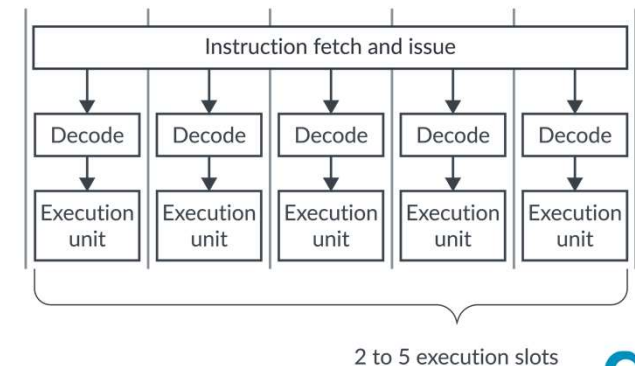 Instruction fetch and issue
Decode Decode Decode Decode Decode
Execution Execution Execution Execution Execution
unit unit unit unit unit
2 to 5 execution slots